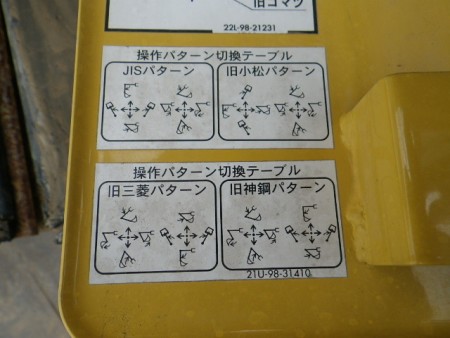 旧コマツ
22L-98-21231
操作パターン切換テーブル
JISパターン 旧小松パターン
操作パターン切換テーブル
旧三菱パターン 旧神鋼パターン
21U-98-31410